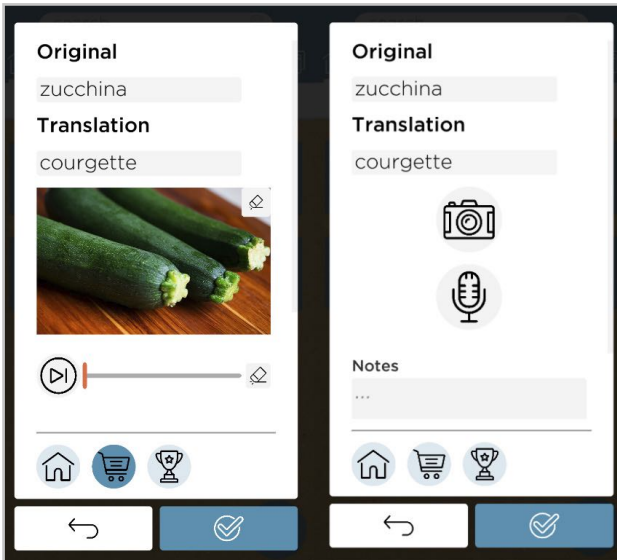 Original
zucchina
Translation
courgette
Original
zucchina
Translation
courgette
Notes
...